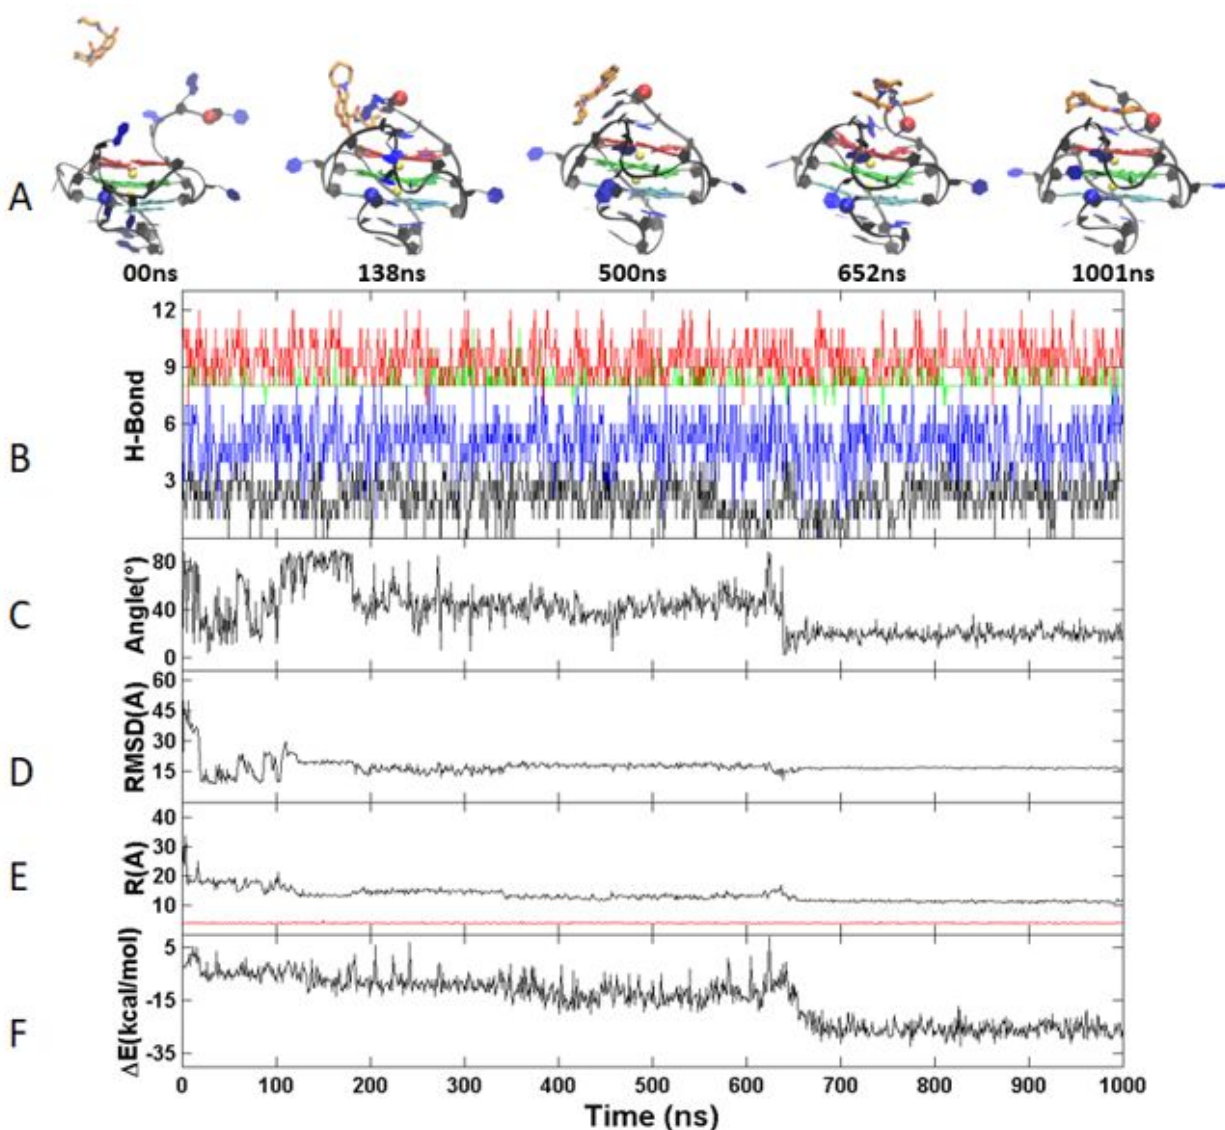 A
00ns 138ns 500ns 652ns 1001ns
B
H-Bond
12
9
6
3
C
Angle(°)
80
40
0
D
RMSD(A)
60
45
30
15
E
R(A)
40
30
20
10
F
ΔE(kcal/mol)
5
-15
-35
0 100 200 300 400 500 600 700 800 900 1000
Time (ns)